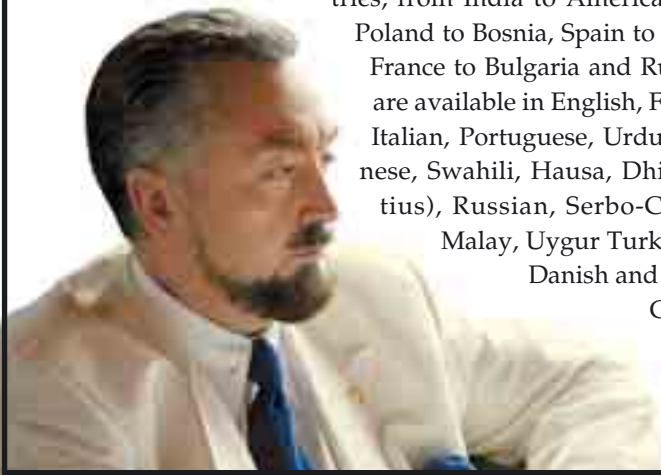 tries, from India to America
Poland to Bosnia, Spain to
France to Bulgaria and Ru
are available in English, F
Italian, Portuguese, Urdu
nese, Swahili, Hausa, Dhi
tius), Russian, Serbo-C
Malay, Uygur Turk
Danish and